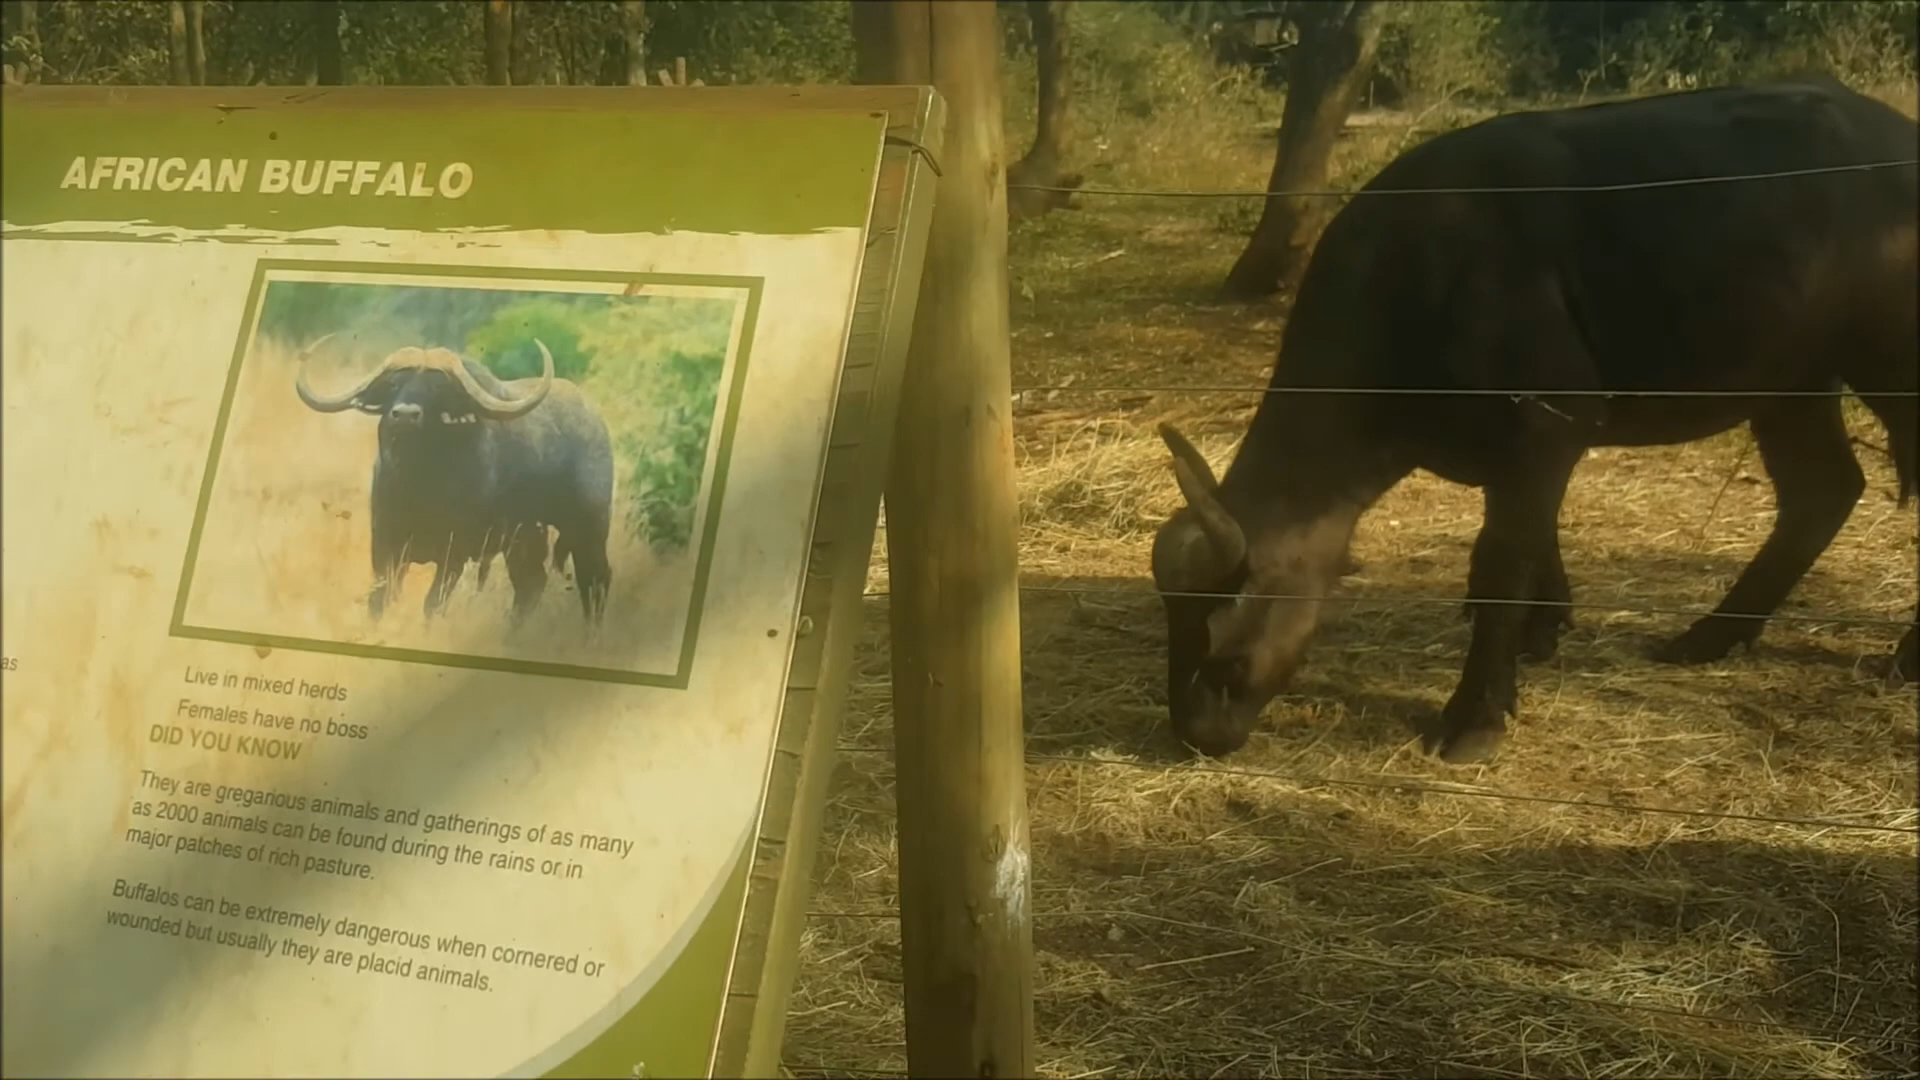 AFRICAN BUFFALO
as
Live in mixed herds
Females have no boss
DID YOU KNOW
They are gregarious animals and gatherings of as many
as 2000 animals can be found during the rains or in
major patches of rich pasture.
Buffalos can be extremely dangerous when cornered or
wounded but usually they are placid animals.